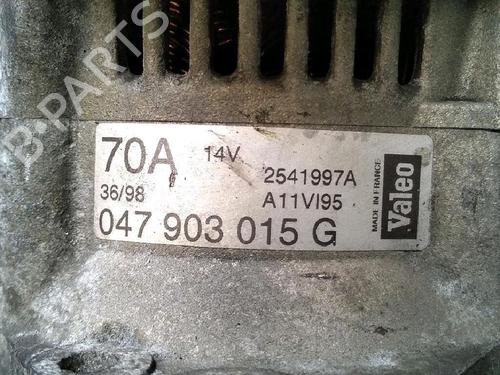 B-PARTS
70A 14V
2541997A
36/98 A11VI95
047 903 015 G
MADE IN FRANCE
Valeo